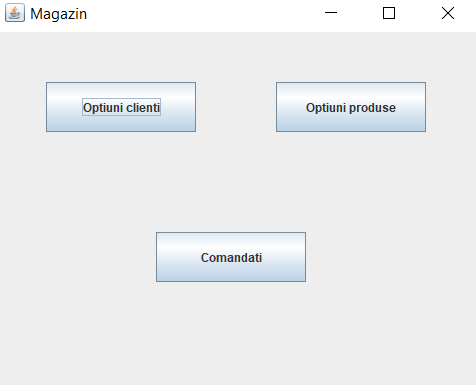 Magazin
Optiuni clienti
Optiuni produse
Comandati